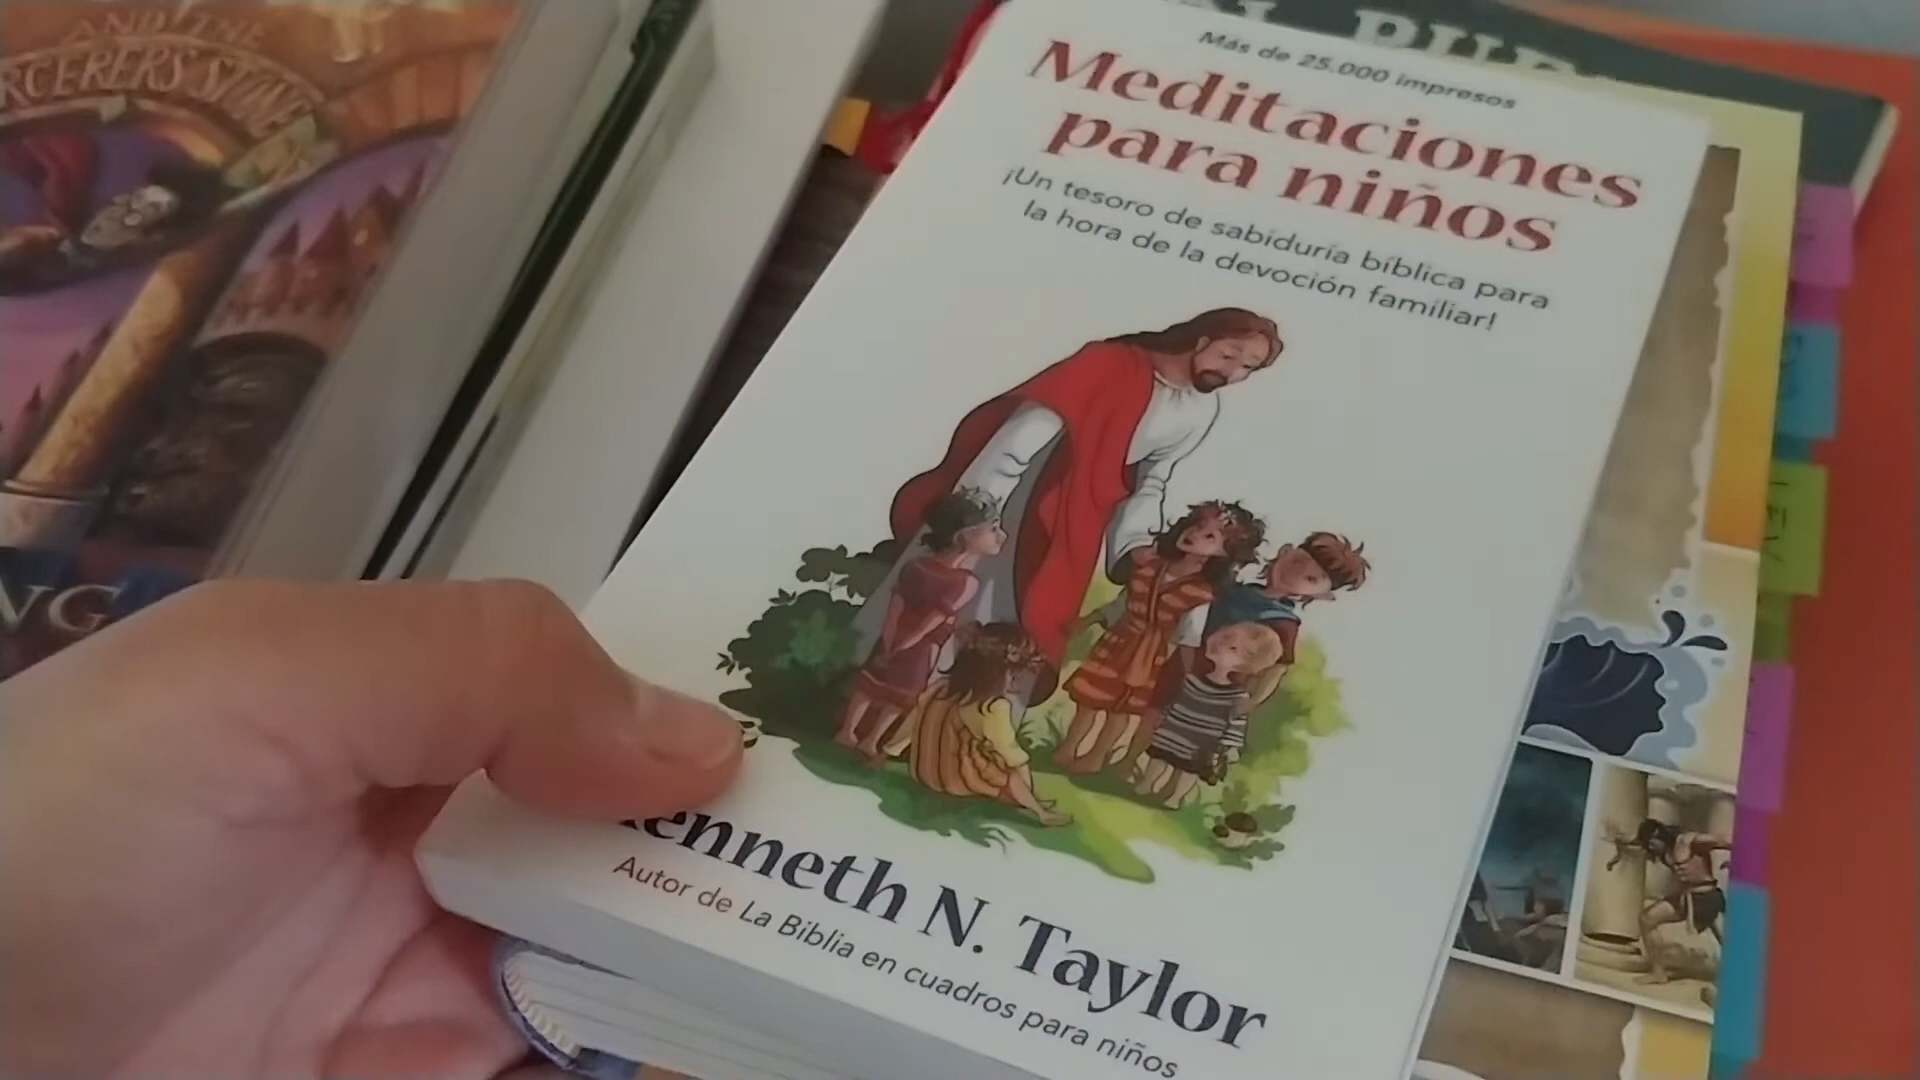 AND THE
RCERER'S STONE
Más de 25.000 impresos
Meditaciones
para niños
¡Un tesoro de sabiduría bíblica para
la hora de la devoción familiar!
enneth N. Taylor
Autor de La Biblia en cuadros para niños